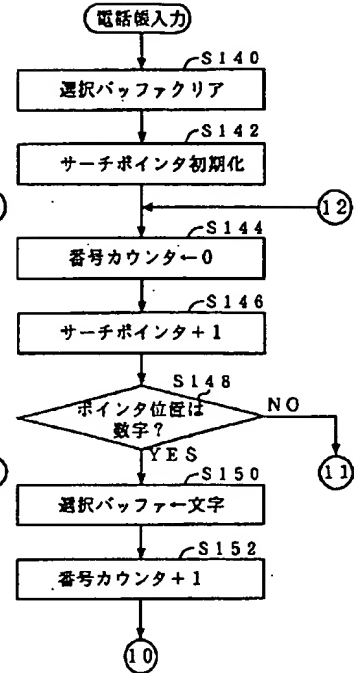 電話帳入力
S140
選択バッファクリア
S142
サーチポインタ初期化
12
S144
番号カウンタ←0
S146
サーチポインタ+1
S148
ポインタ位置は
数字?
NO
YES
11
S150
選択バッファ←文字
S152
番号カウンタ+1
10